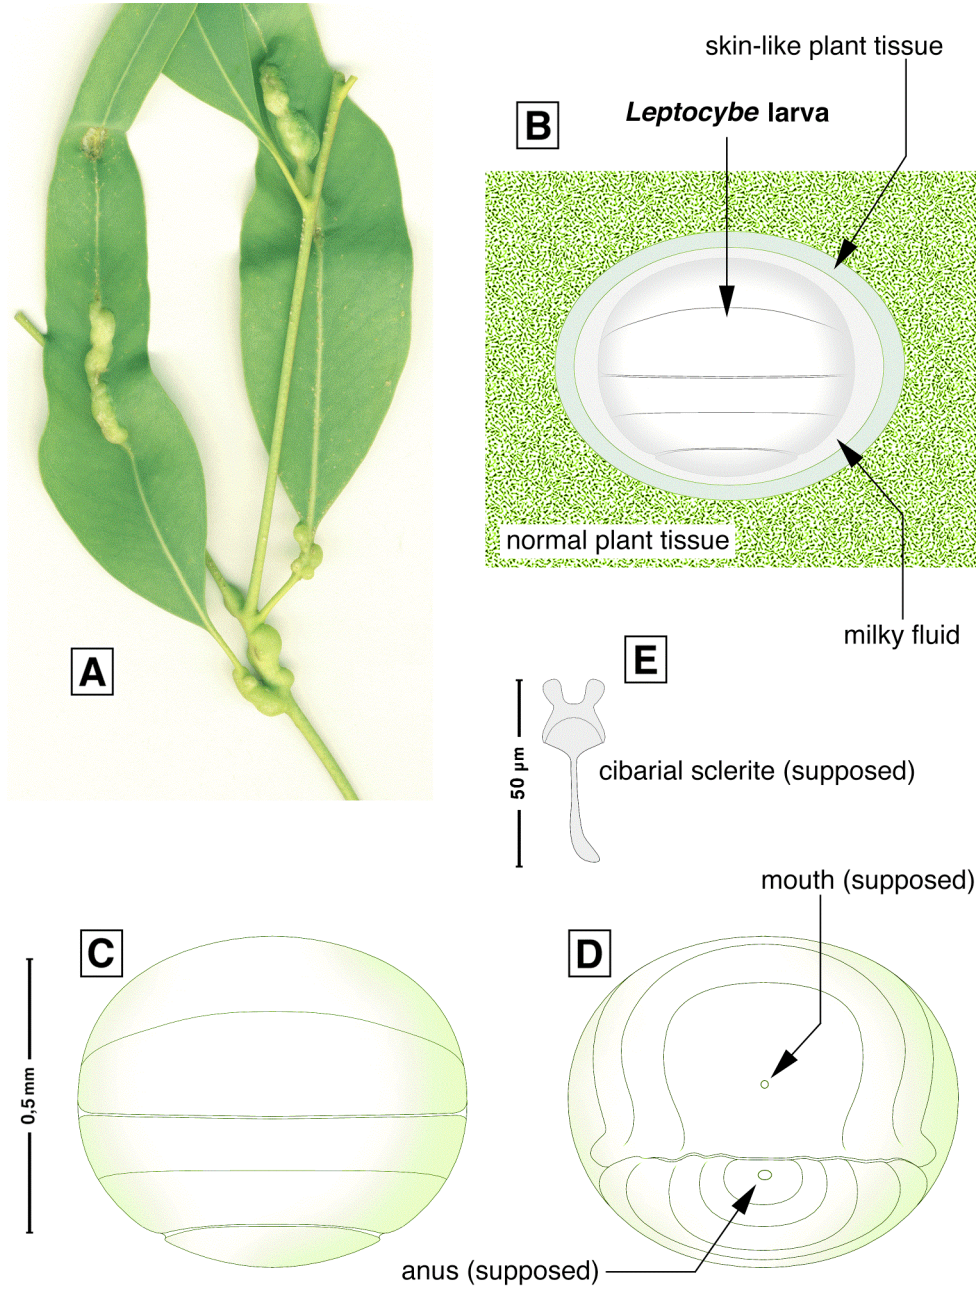 skin-like plant tissue
B
Leptocybe larva
normal plant tissue
milky fluid
A
E
50 µm
cibarial sclerite (supposed)
mouth (supposed)
C
D
0,5 mm
anus (supposed)